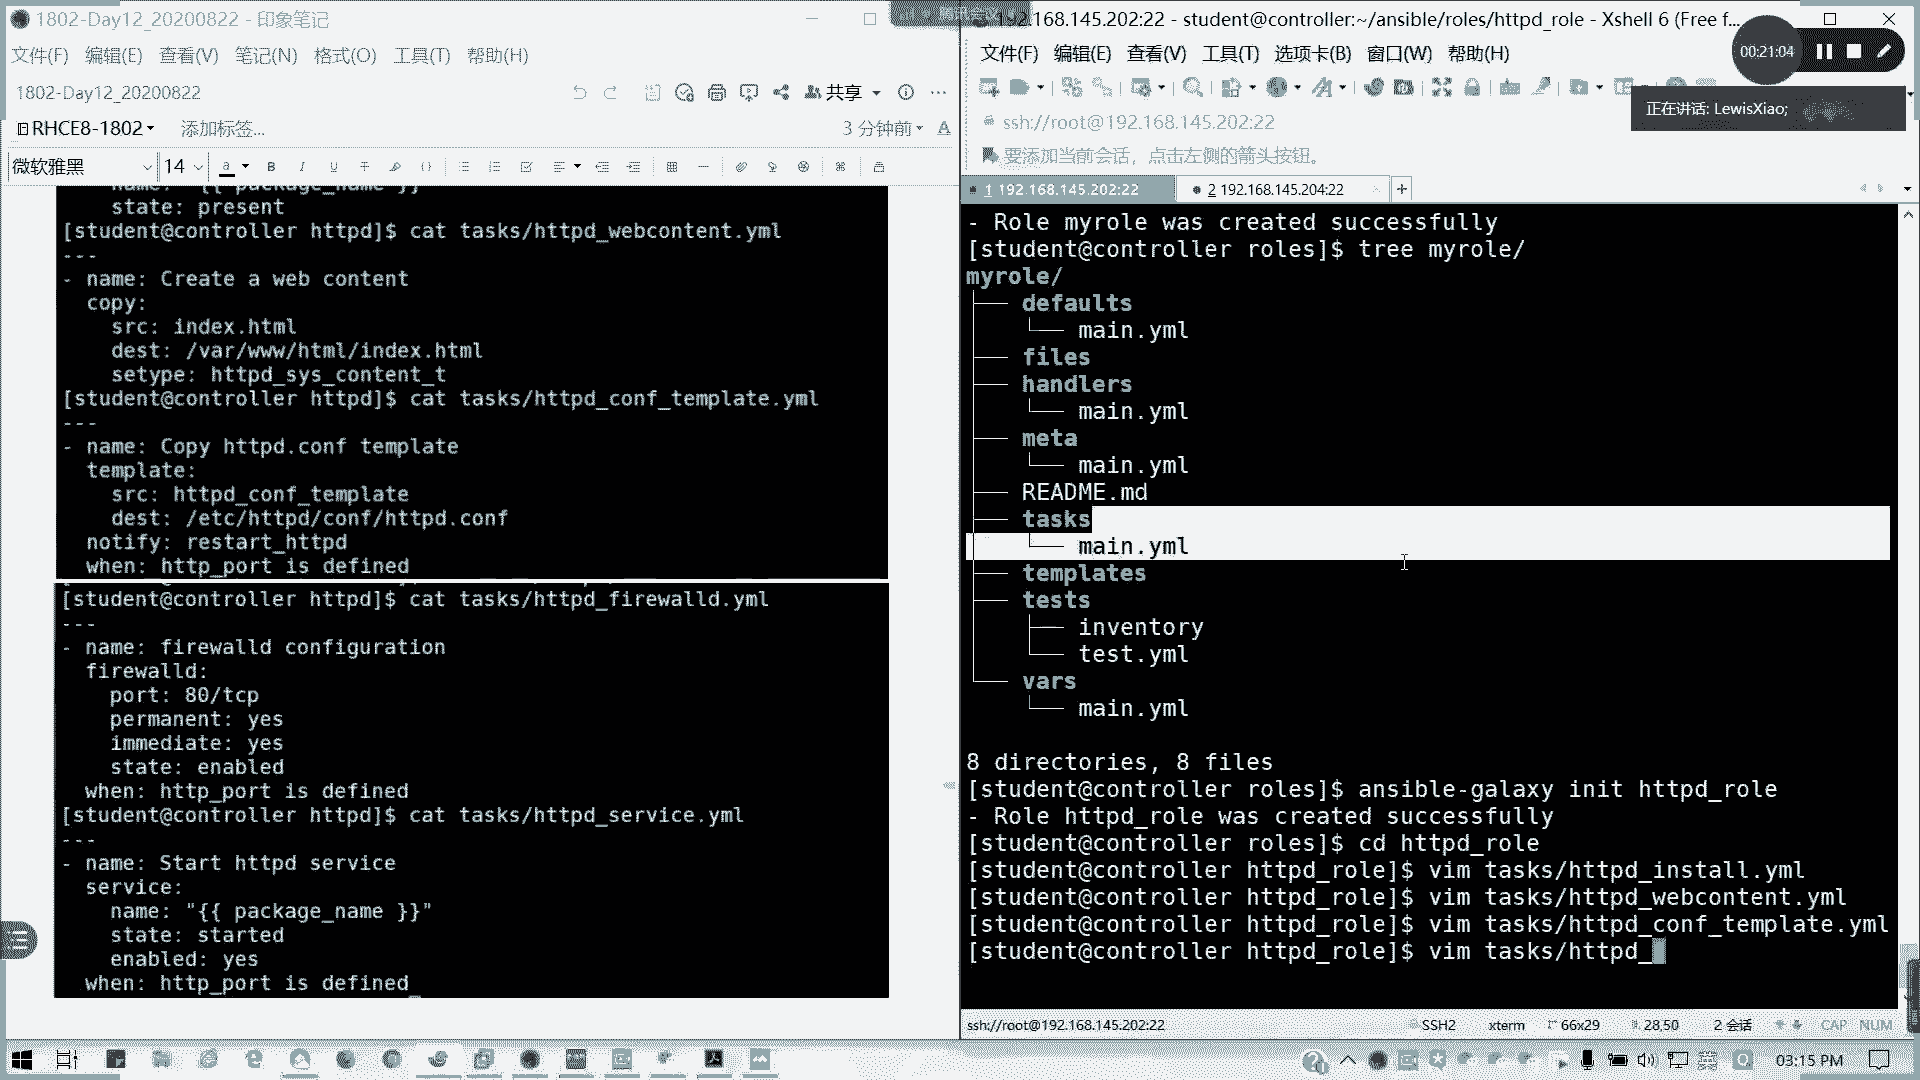 1802-Day12_20200822 - 印象笔记
文件(F) 编辑(E) 查看(V) 笔记(N) 格式(O) 工具(T) 帮助(H)
1802-Day12_20200822
共享
RHCE8-1802 添加标签...
3 分钟前
微软雅黑 14
name: "{{ package_name }}"
state: present
[student@controller httpd]$ cat tasks/httpd_webcontent.yml
---
- name: Create a web content
copy:
src: index.html
dest: /var/www/html/index.html
setype: httpd_sys_content_t
[student@controller httpd]$ cat tasks/httpd_conf_template.yml
---
- name: Copy httpd.conf template
template:
src: httpd_conf_template
dest: /etc/httpd/conf/httpd.conf
notify: restart_httpd
when: http_port is defined
[student@controller httpd]$ cat tasks/httpd_firewalld.yml
---
- name: firewalld configuration
firewalld:
port: 80/tcp
permanent: yes
immediate: yes
state: enabled
when: http_port is defined
[student@controller httpd]$ cat tasks/httpd_service.yml
---
- name: Start httpd service
service:
name: "{{ package_name }}"
state: started
enabled: yes
when: http_port is defined
192.168.145.202:22 - student@controller:~/ansible/roles/httpd_role - Xshell 6 (Free f...
文件(F) 编辑(E) 查看(V) 工具(T) 选项卡(B) 窗口(W) 帮助(H)
00:21:04
正在讲话: LewisXiao;
ssh://root@192.168.145.202:22
要添加当前会话，点击左侧的箭头按钮。
1 192.168.145.202:22
2 192.168.145.204:22
- Role myrole was created successfully
[student@controller roles]$ tree myrole/
myrole/
├── defaults
│   └── main.yml
├── files
├── handlers
│   └── main.yml
├── meta
│   └── main.yml
├── README.md
├── tasks
│   └── main.yml
├── templates
├── tests
│   ├── inventory
│   └── test.yml
└── vars
└── main.yml
8 directories, 8 files
[student@controller roles]$ ansible-galaxy init httpd_role
- Role httpd_role was created successfully
[student@controller roles]$ cd httpd_role
[student@controller httpd_role]$ vim tasks/httpd_install.yml
[student@controller httpd_role]$ vim tasks/httpd_webcontent.yml
[student@controller httpd_role]$ vim tasks/httpd_conf_template.yml
[student@controller httpd_role]$ vim tasks/httpd_
ssh://root@192.168.145.202:22
SSH2 xterm 66x29 28,50 2 会话 CAP NUM
03:15 PM